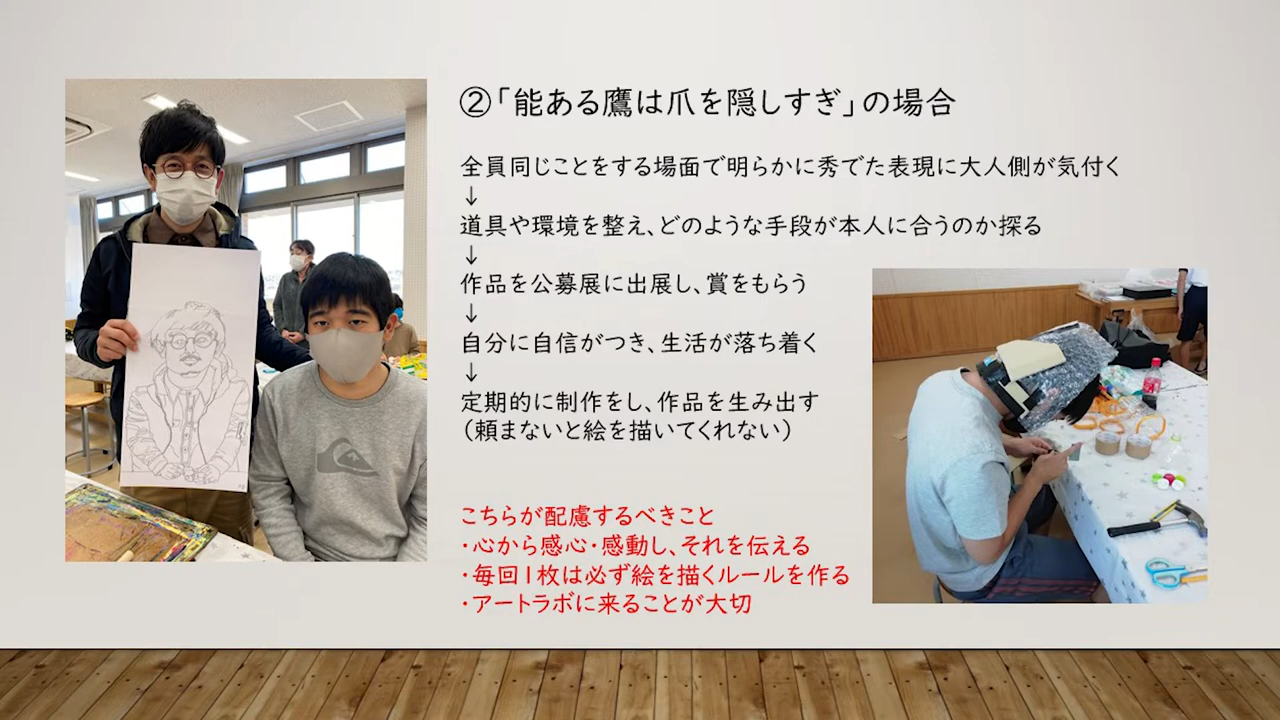 ②「能ある鷹は爪を隠しすぎ」の場合
全員同じことをする場面で明らかに秀でた表現に大人側が気付く
↓
道具や環境を整え、どのような手段が本人に合うのか探る
↓
作品を公募展に出展し、賞をもらう
↓
自分に自信がつき、生活が落ち着く
↓
定期的に制作をし、作品を生み出す
（頼まないと絵を描いてくれない）
こちらが配慮するべきこと
・心から感心・感動し、それを伝える
・毎回1枚は必ず絵を描くルールを作る
・アートラボに来ることが大切